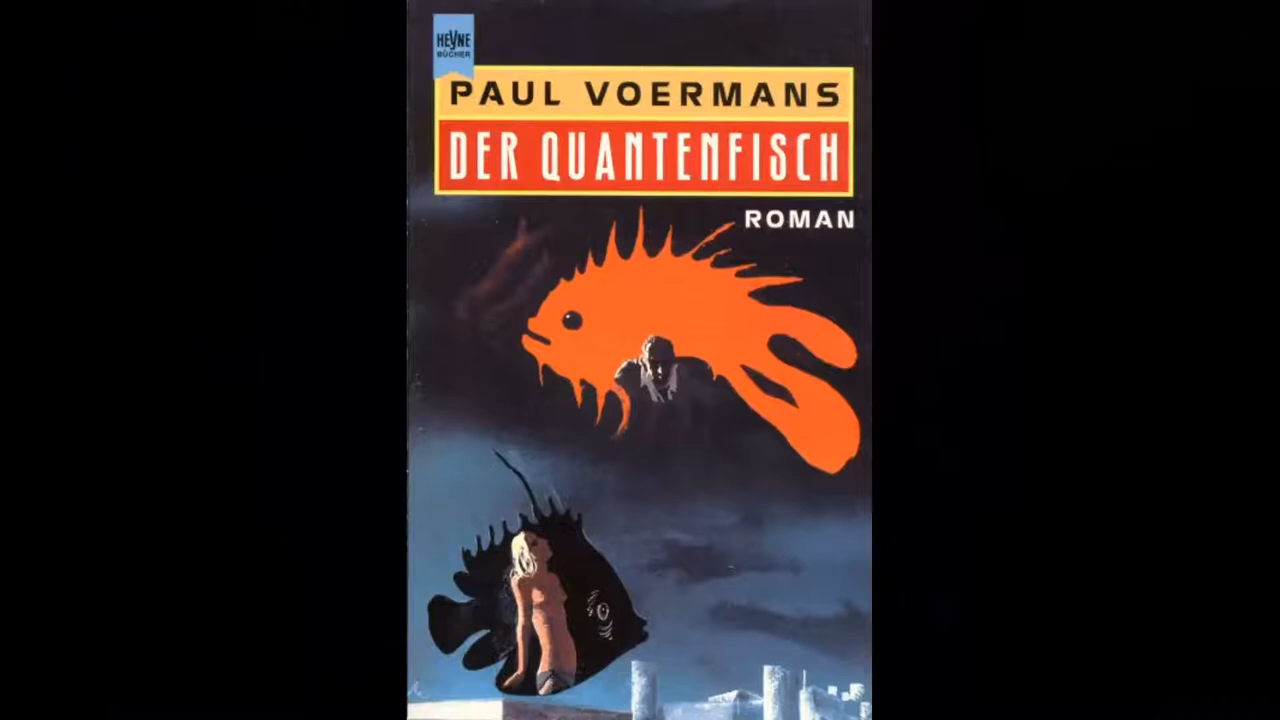 HEYNE
BÜCHER
PAUL VOERMANS
DER QUANTENFISCH
ROMAN